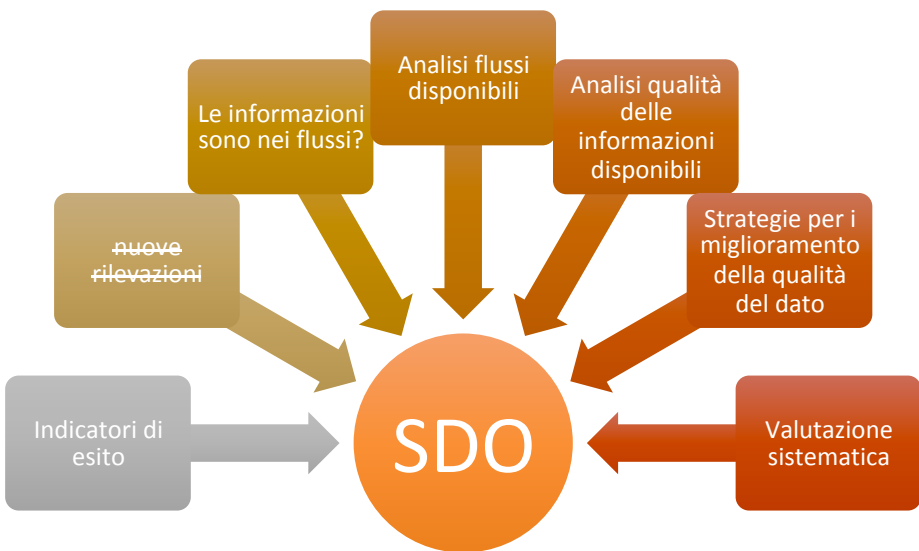 Indicatori di
esito
nuove
rilevazioni
Le informazioni
sono nei flussi?
Analisi flussi
disponibili
Analisi qualità
delle
informazioni
disponibili
Strategie per i
miglioramento
della qualità
del dato
Valutazione
sistematica
SDO